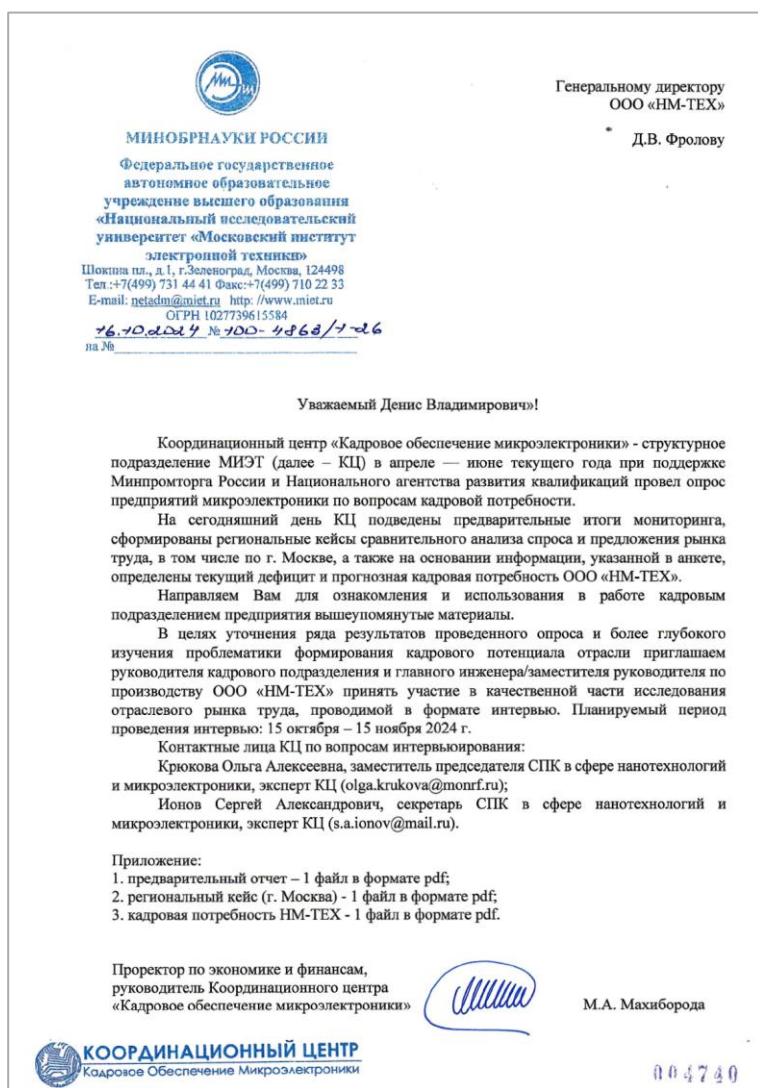 МИНОБРНАУКИ РОССИИ
Федеральное государственное
автономное образовательное
учреждение высшего образования
«Национальный исследовательский
университет «Московский институт
электронной техники»
Шокина пл., д.1, г.Зеленоград, Москва, 124498
Тел.:+7(499) 731 44 41 Факс:+7(499) 710 22 33
E-mail: netadm@miet.ru http: //www.miet.ru
ОГРН 1027739615584
16.10.2024 № 100-4863/1-26
на №
Генеральному директору
ООО «НМ-ТЕХ»
Д.В. Фролову
Уважаемый Денис Владимирович»!
Координационный центр «Кадровое обеспечение микроэлектроники» - структурное
подразделение МИЭТ (далее – КЦ) в апреле — июне текущего года при поддержке
Минпромторга России и Национального агентства развития квалификаций провел опрос
предприятий микроэлектроники по вопросам кадровой потребности.
На сегодняшний день КЦ подведены предварительные итоги мониторинга,
сформированы региональные кейсы сравнительного анализа спроса и предложения рынка
труда, в том числе по г. Москве, а также на основании информации, указанной в анкете,
определены текущий дефицит и прогнозная кадровая потребность ООО «НМ-ТЕХ».
Направляем Вам для ознакомления и использования в работе кадровым
подразделением предприятия вышеупомянутые материалы.
В целях уточнения ряда результатов проведенного опроса и более глубокого
изучения проблематики формирования кадрового потенциала отрасли приглашаем
руководителя кадрового подразделения и главного инженера/заместителя руководителя по
производству ООО «НМ-ТЕХ» принять участие в качественной части исследования
отраслевого рынка труда, проводимой в формате интервью. Планируемый период
проведения интервью: 15 октября – 15 ноября 2024 г.
Контактные лица КЦ по вопросам интервьюирования:
Крюкова Ольга Алексеевна, заместитель председателя СПК в сфере нанотехнологий
и микроэлектроники, эксперт КЦ (olga.krukova@monrf.ru);
Ионов Сергей Александрович, секретарь СПК в сфере нанотехнологий и
микроэлектроники, эксперт КЦ (s.a.ionov@mail.ru).
Приложение:
1. предварительный отчет – 1 файл в формате pdf;
2. региональный кейс (г. Москва) - 1 файл в формате pdf;
3. кадровая потребность НМ-ТЕХ - 1 файл в формате pdf.
Проректор по экономике и финансам,
руководитель Координационного центра
«Кадровое обеспечение микроэлектроники»
М.А. Махиборода
КООРДИНАЦИОННЫЙ ЦЕНТР
Кадровое Обеспечение Микроэлектроники
004740